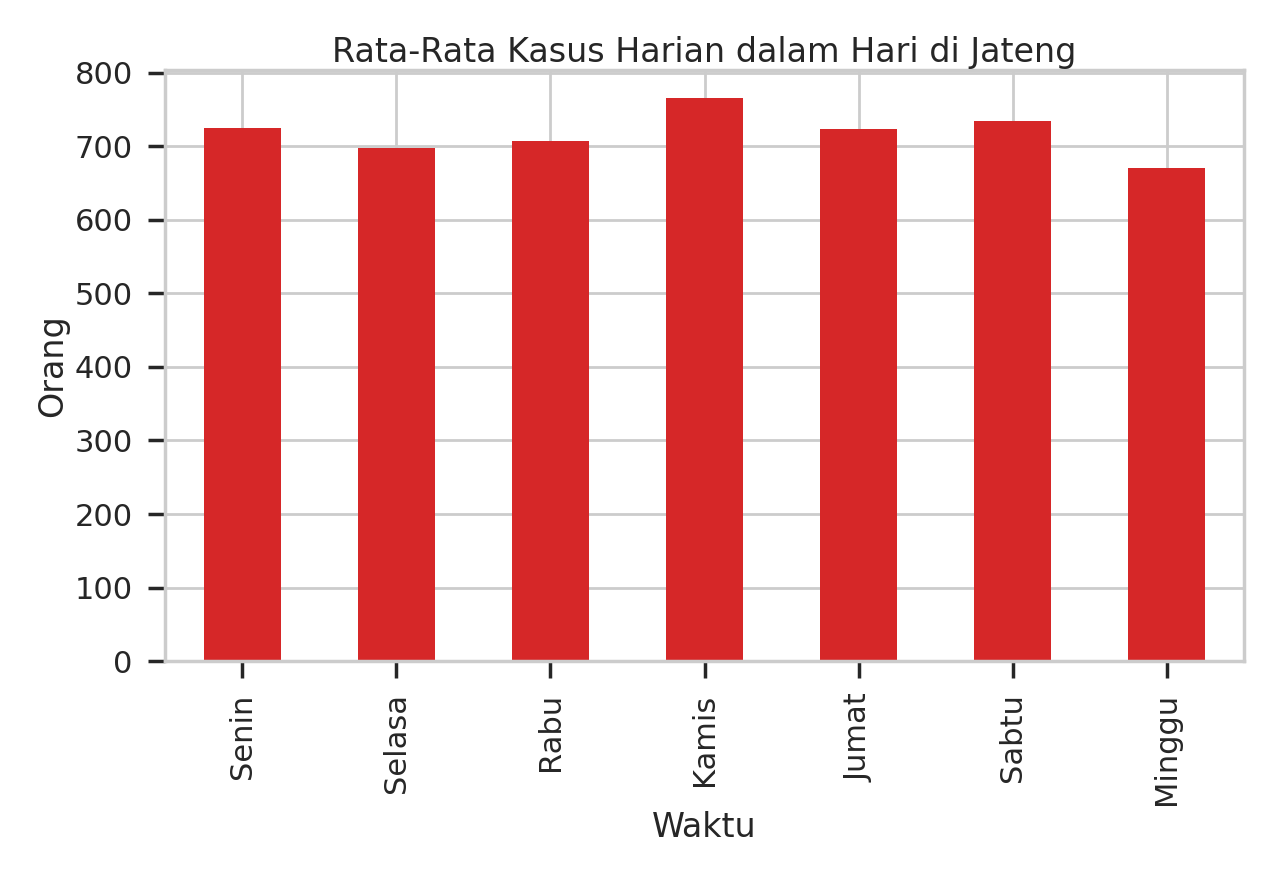 Rata-Rata Kasus Harian dalam Hari di Jateng
800
700
600
500
400
300
200
100
0
Orang
Senin
Selasa
Rabu
Kamis
Jumat
Sabtu
Minggu
Waktu